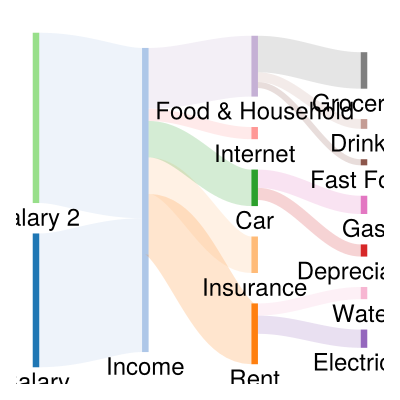 Grocer
Food & Household
Drink
Internet
Fast Fo
alary 2
Car
Gas
Deprecia
Insurance
Wate
Income
Electric
Rent
alary